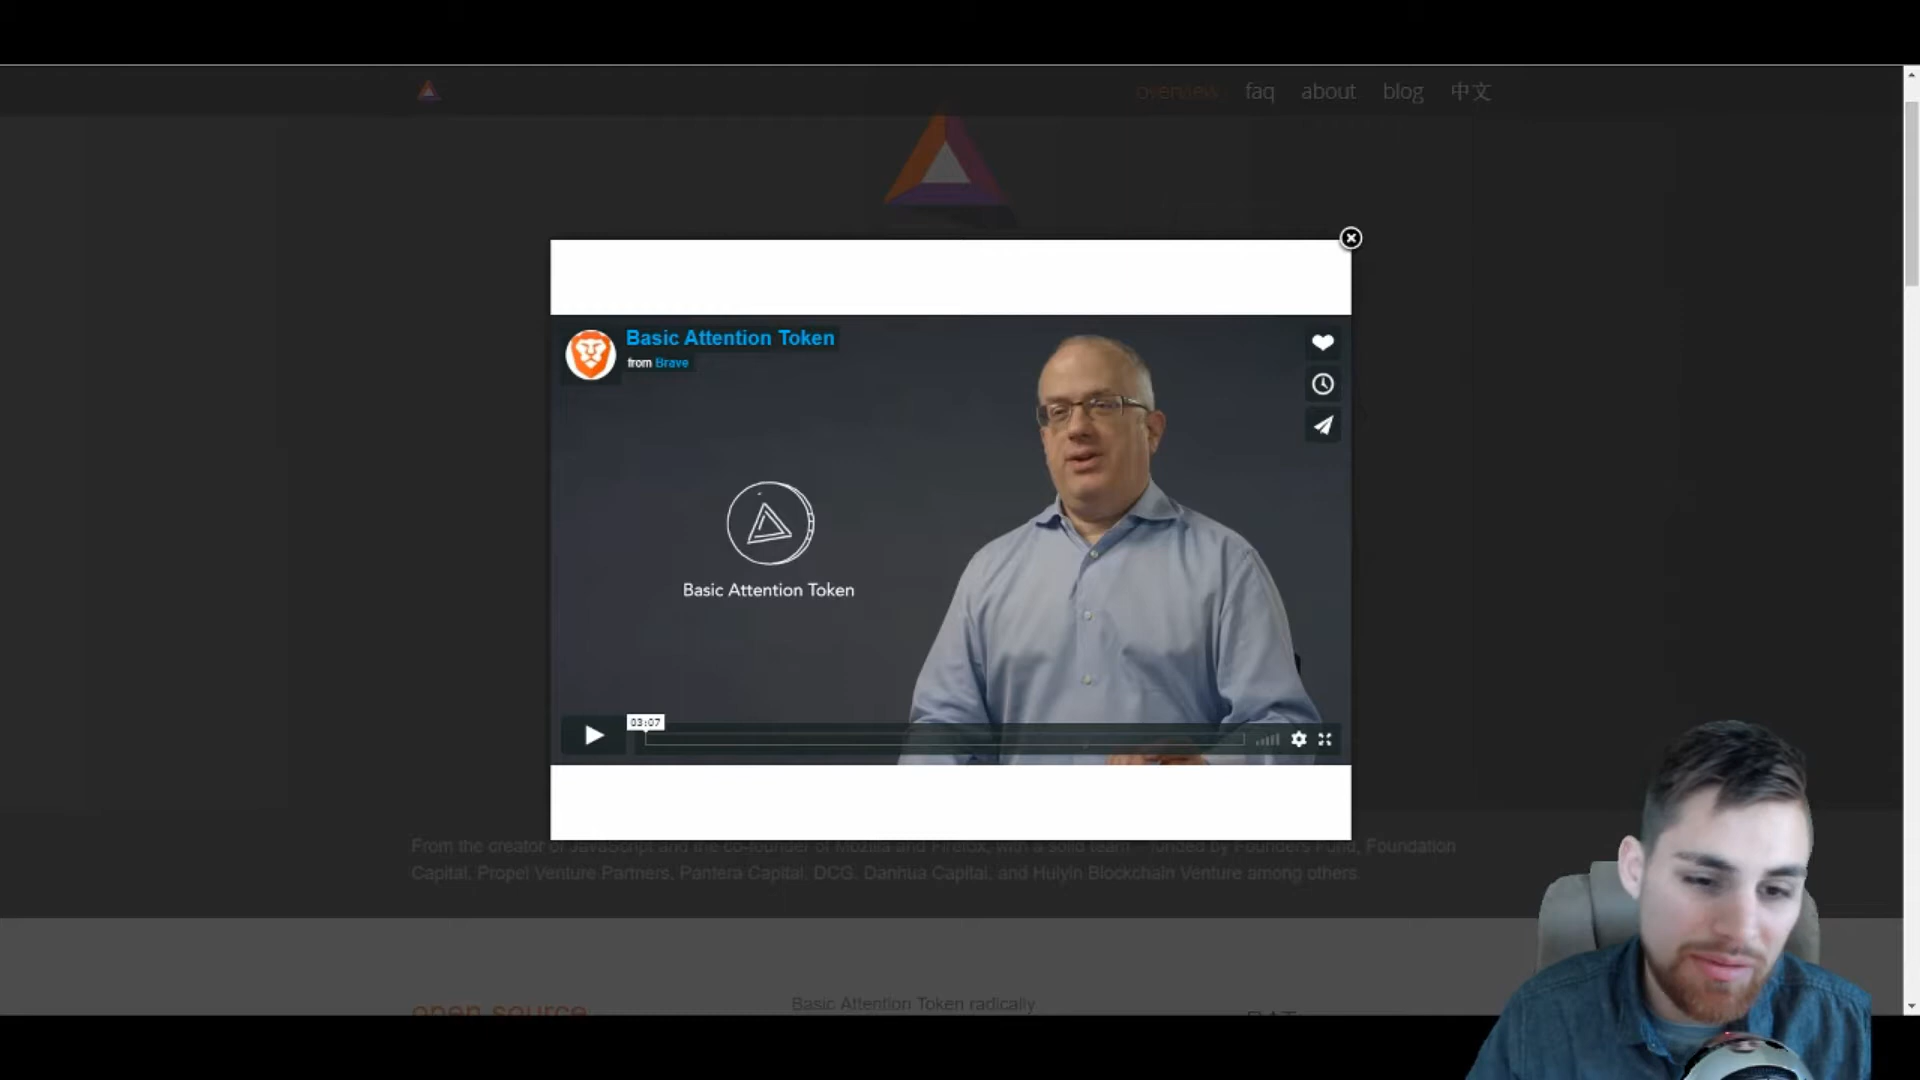 overview faq about blog 中文
Basic Attention Token
from Brave
Basic Attention Token
03:07
From the creator of JavaScript and the co-founder of Mozilla and Firefox, with a solid team funded by Founders Fund, Foundation
Capital, Propel Venture Partners, Pantera Capital, DCG, Danhua Capital, and Huiyin Blockchain Venture among others.
open source
Basic Attention Token radically
BAT